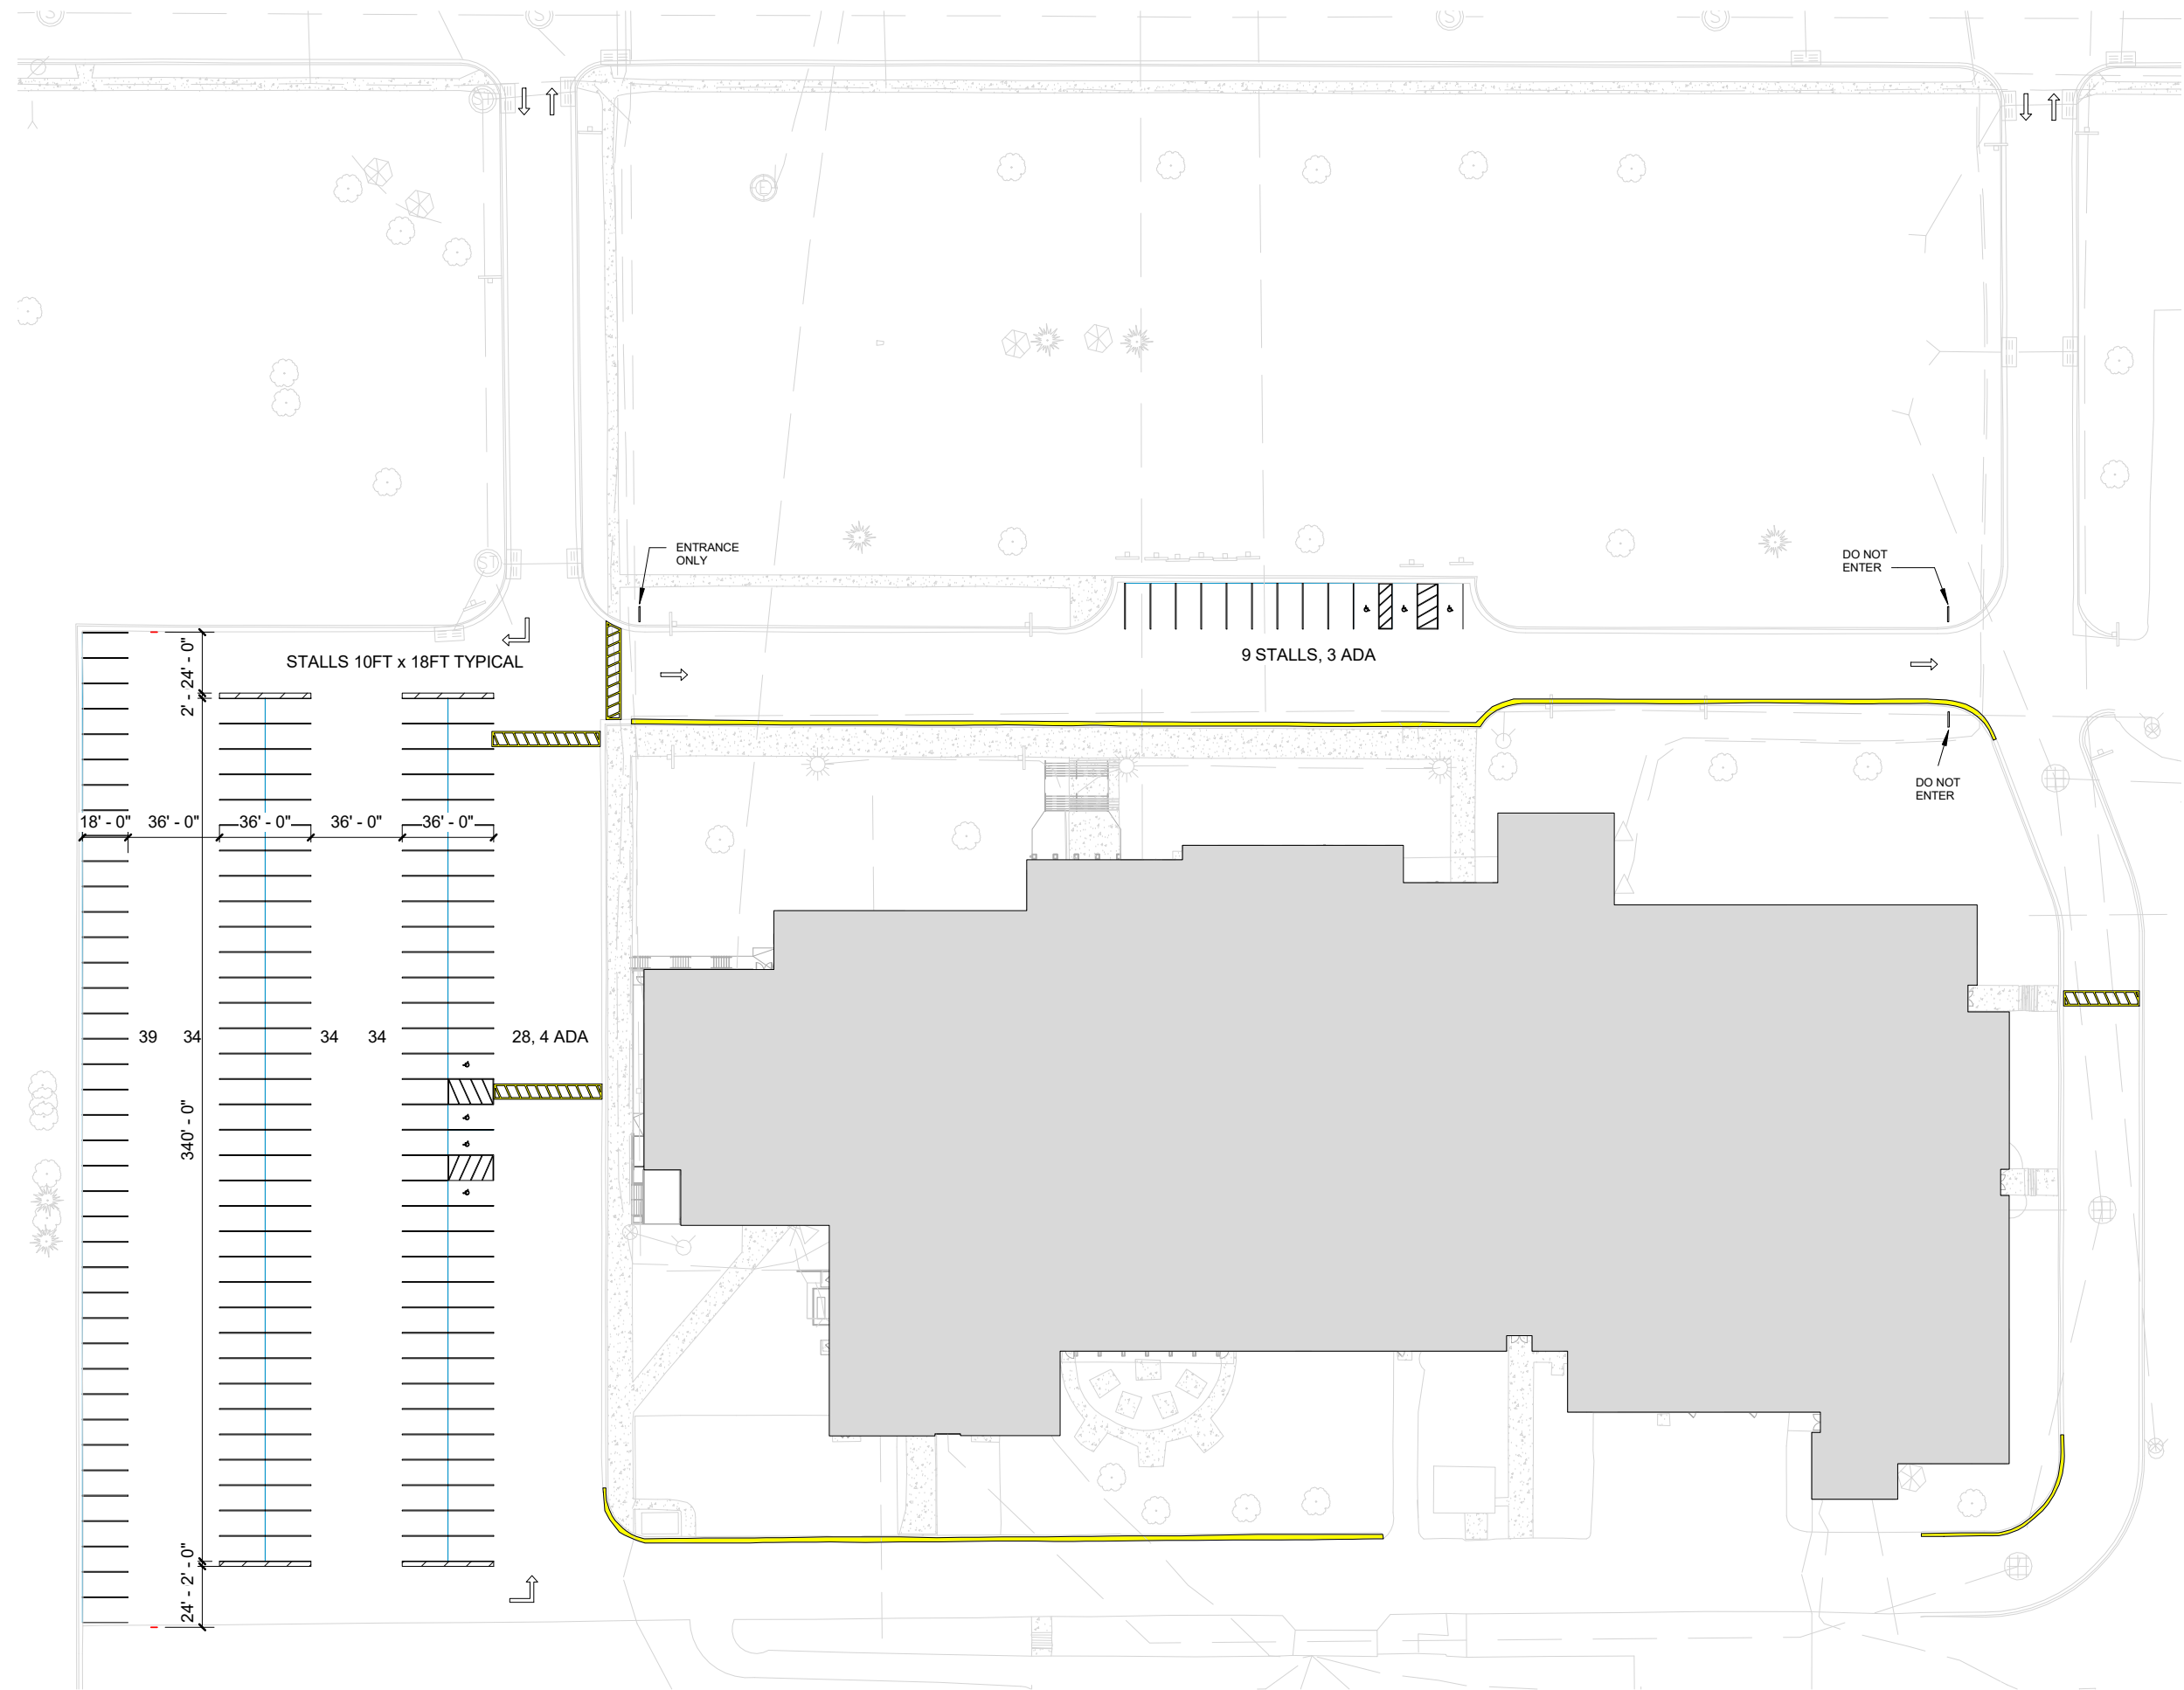 S
S
S
S
S
ST
ENTRANCE
ONLY
DO NOT
ENTER
24' - 0"
2' -
STALLS 10FT x 18FT TYPICAL
9 STALLS, 3 ADA
DO NOT
ENTER
18' - 0"
36' - 0"
36' - 0"
36' - 0"
36' - 0"
39
34
34
34
28, 4 ADA
340' - 0"
24' - 2' - 0"